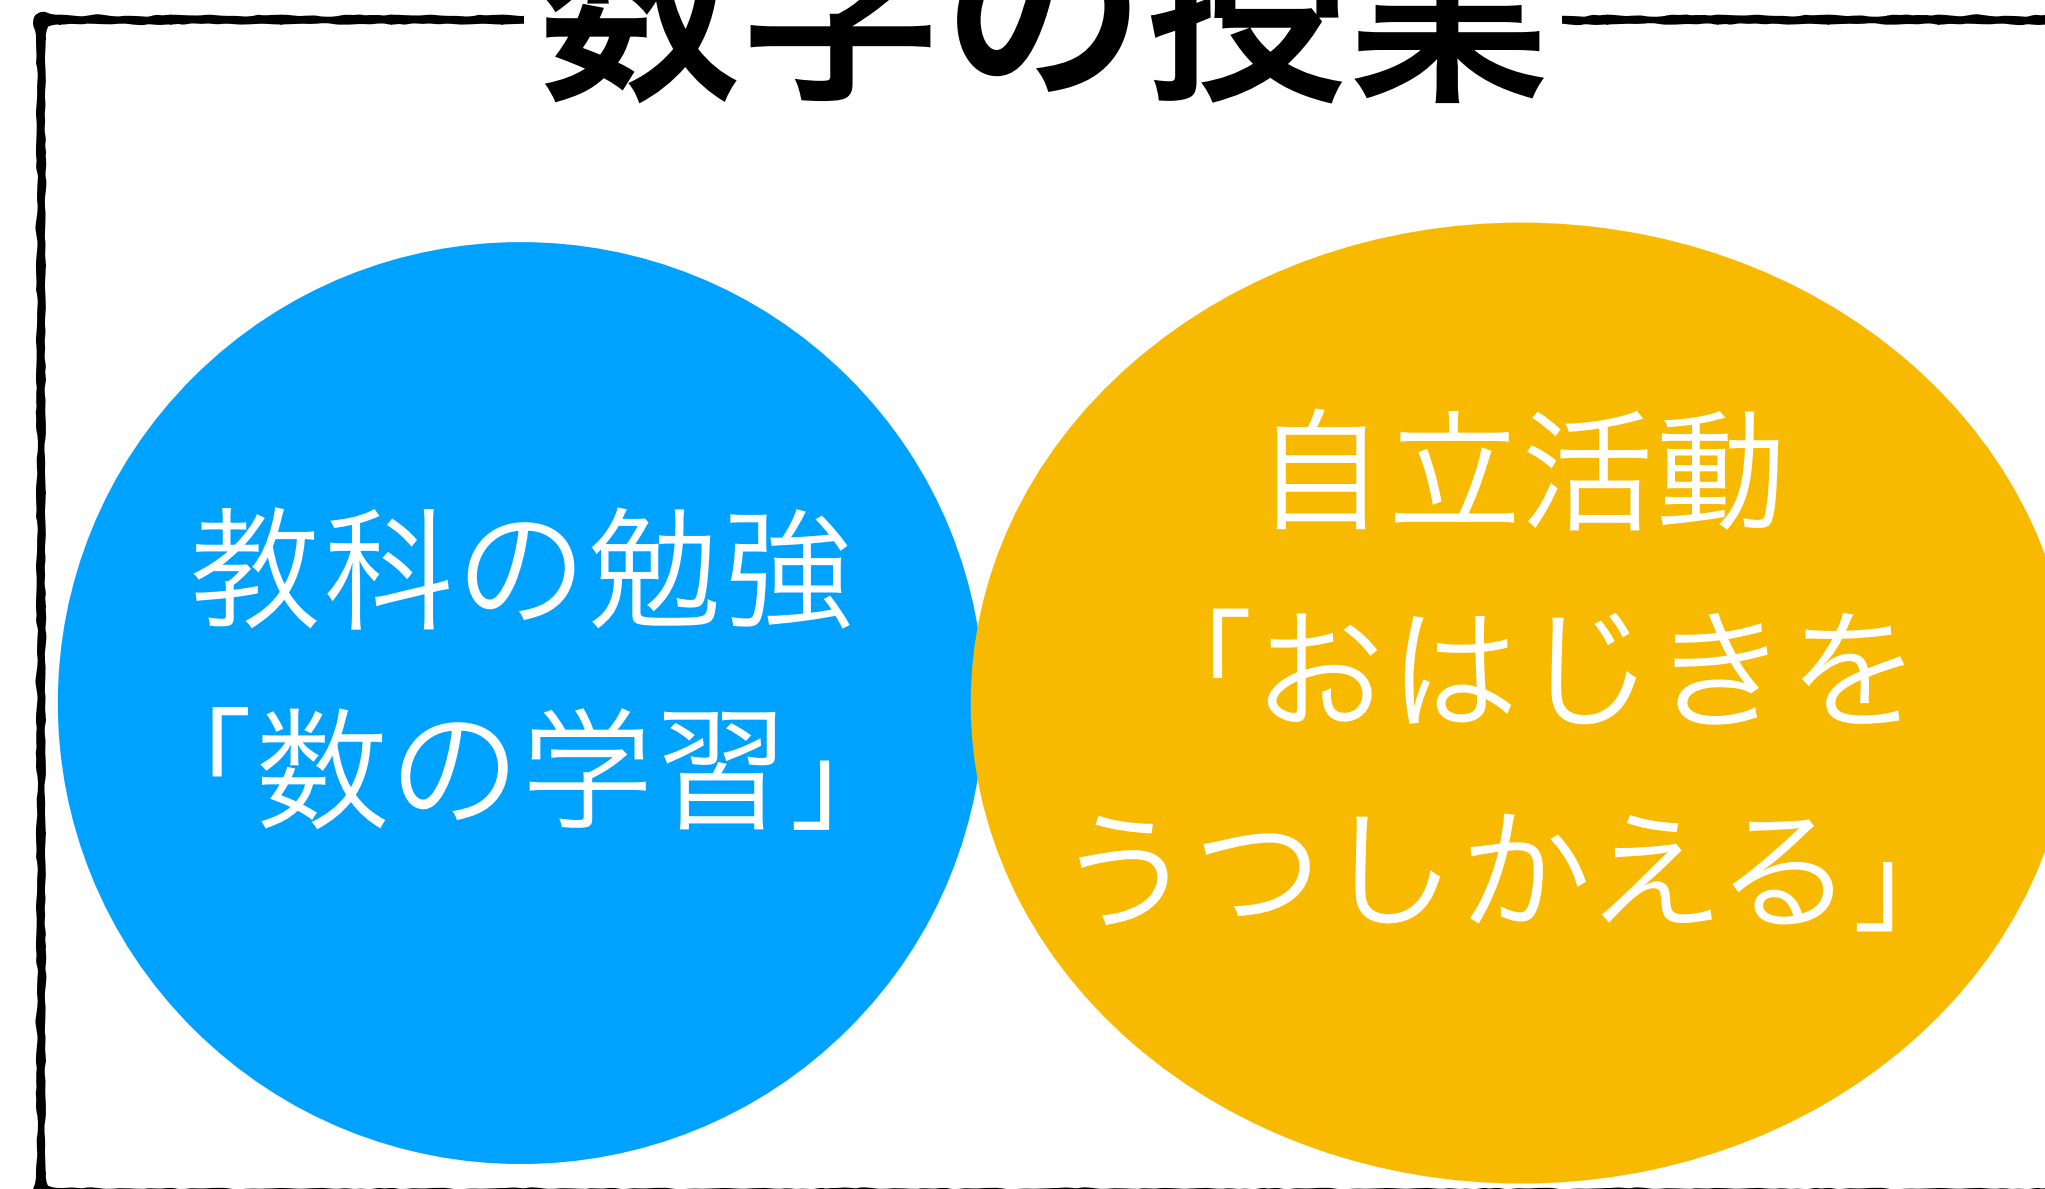 数学の授業
教科の勉強
「数の学習」
自立活動
「おはじきを
うつしかえる」